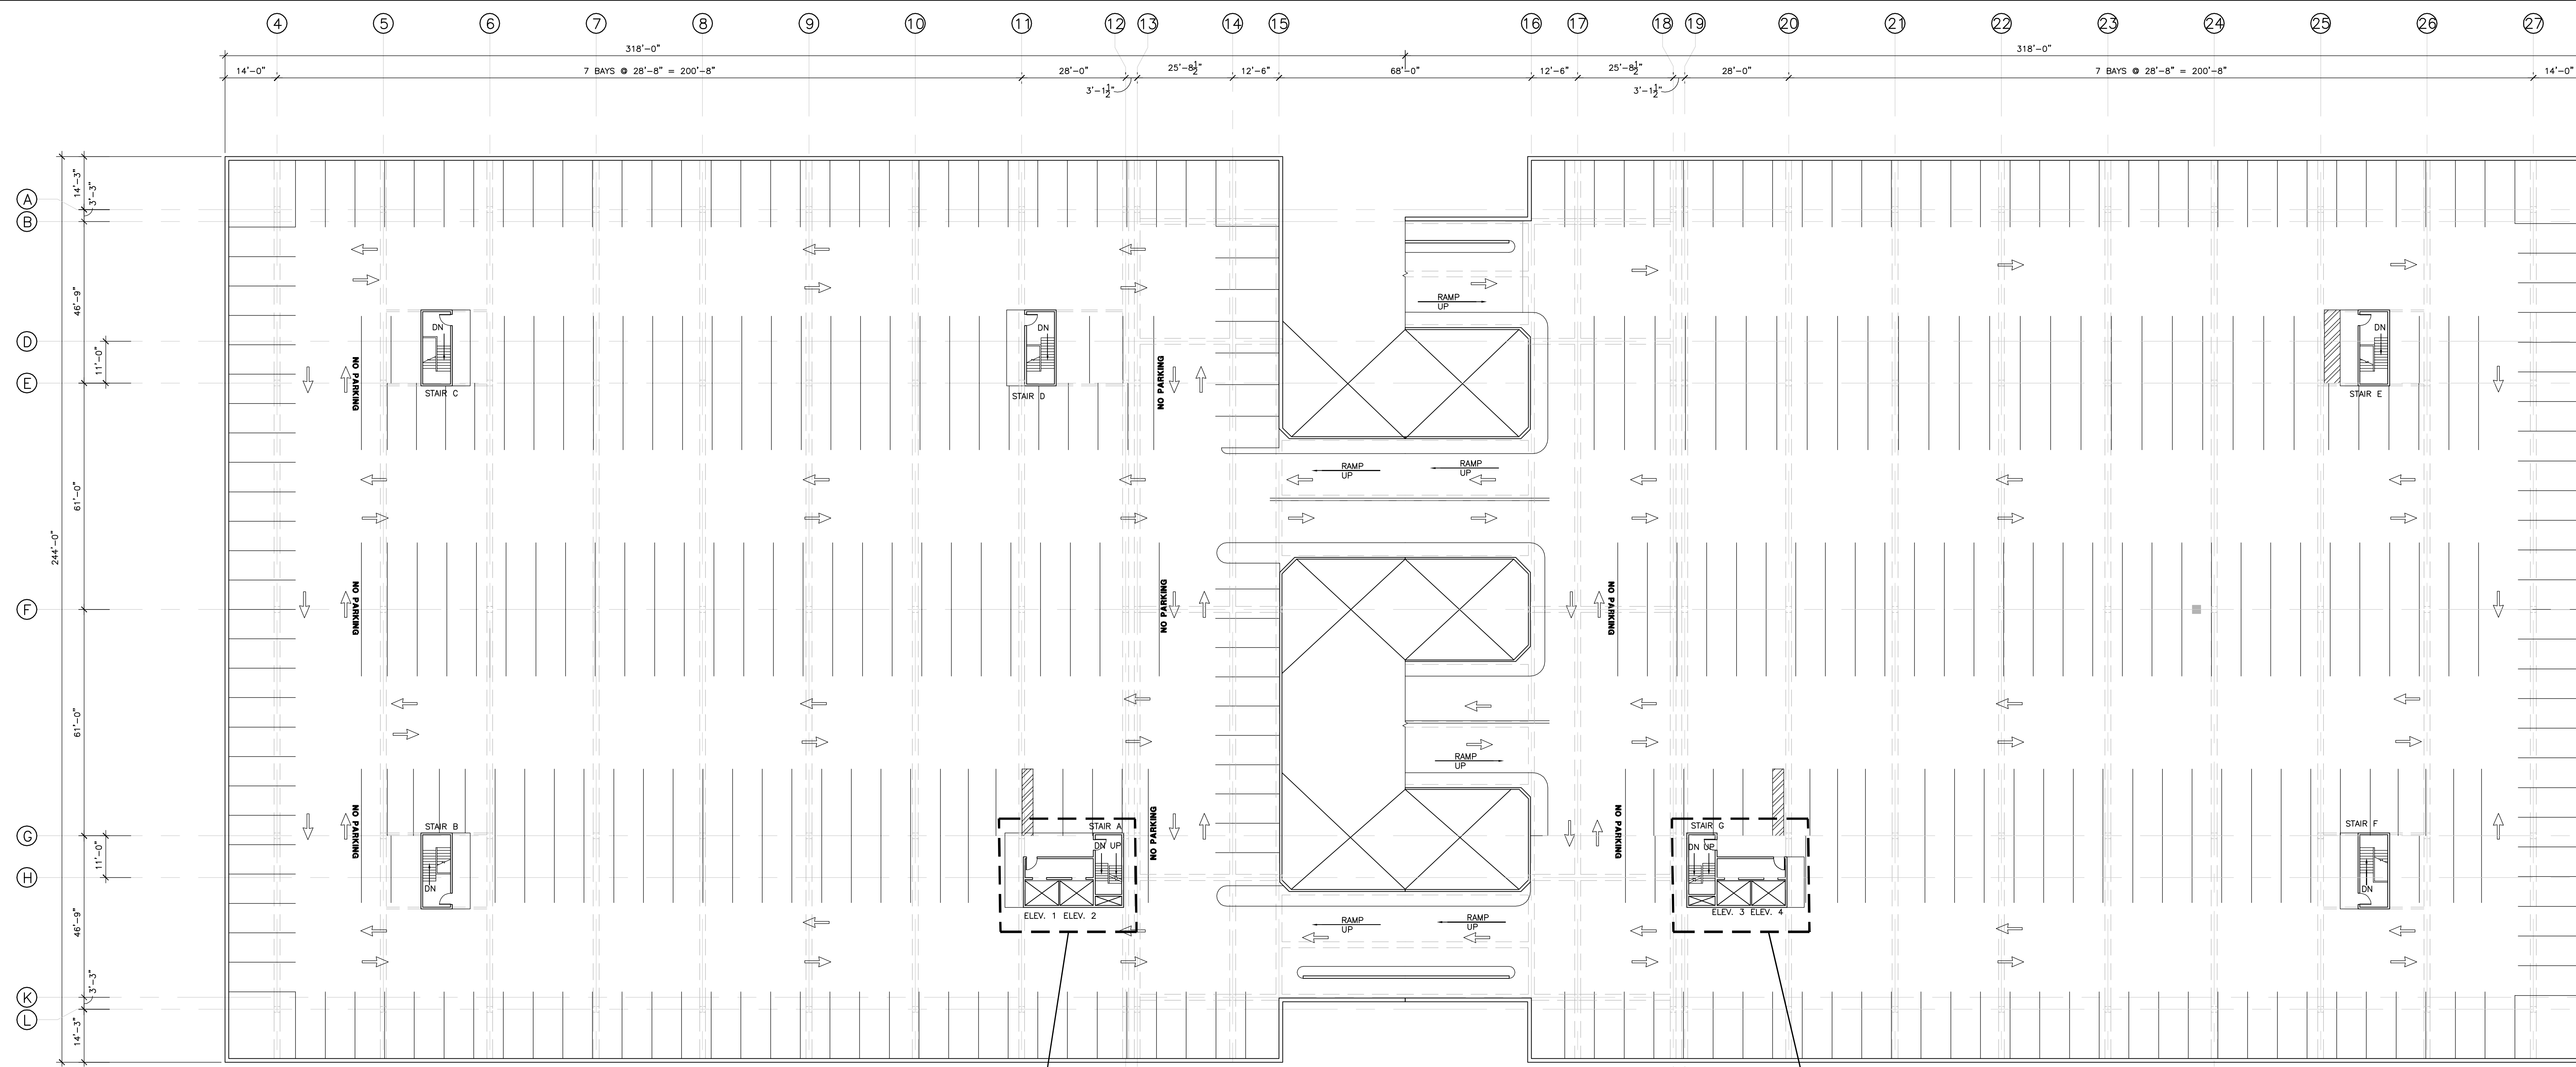 4 5 6 7 8 9 10 11 12 13 14 15 16 17 18 19 20 21 22 23 24 25 26 27
318'-0" 318'-0"
14'-0" 7 BAYS @ 28'-8" = 200'-8" 28'-0" 25'-8½" 12'-6" 68'-0" 12'-6" 25'-8½" 28'-0" 7 BAYS @ 28'-8" = 200'-8" 14'-0"
3'-1½" 3'-1½"
A
B
D
E
F
G
H
K
L
244'-0"
14'-3"
3'-3"
46'-9"
11'-0"
61'-0"
61'-0"
11'-0"
46'-9"
3'-3"
14'-3"
RAMP
UP
DN
STAIR C
DN
STAIR D
DN
STAIR E
NO PARKING
NO PARKING
RAMP
UP
RAMP
UP
NO PARKING
NO PARKING
NO PARKING
RAMP
UP
NO PARKING
NO PARKING
NO PARKING
STAIR B
DN
STAIR A
DN UP
ELEV. 1 ELEV. 2
STAIR G
DN UP
ELEV. 3 ELEV. 4
STAIR F
DN
RAMP
UP
RAMP
UP